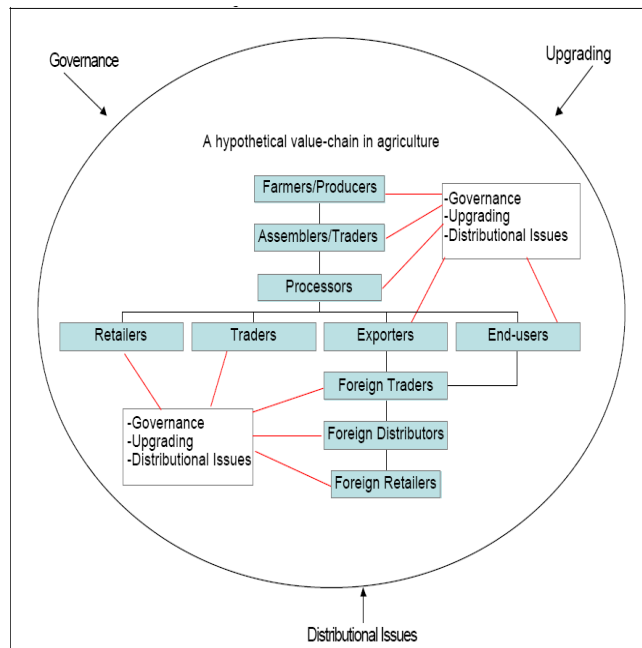 Governance
Upgrading
A hypothetical value-chain in agriculture
Farmers/Producers
-Governance
-Upgrading
-Distributional Issues
Assemblers/Traders
Processors
Retailers
Traders
Exporters
End-users
Foreign Traders
-Governance
-Upgrading
-Distributional Issues
Foreign Distributors
Foreign Retailers
Distributional Issues